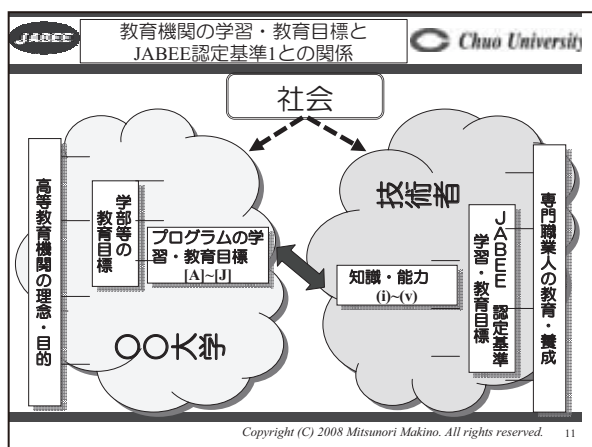 JABEE
教育機関の学習・教育目標と
JABEE認定基準1との関係
Chuo University
社会
高等教育機関の理念・目的
学部等の
教育目標
プログラムの学
習・教育目標
[A]~[J]
〇〇大学
技術者
知識・能力
(i)~(v)
JABEE 認定基準
学習・教育目標
専門職業人の教育・養成
Copyright (C) 2008 Mitsunori Makino. All rights reserved. 11